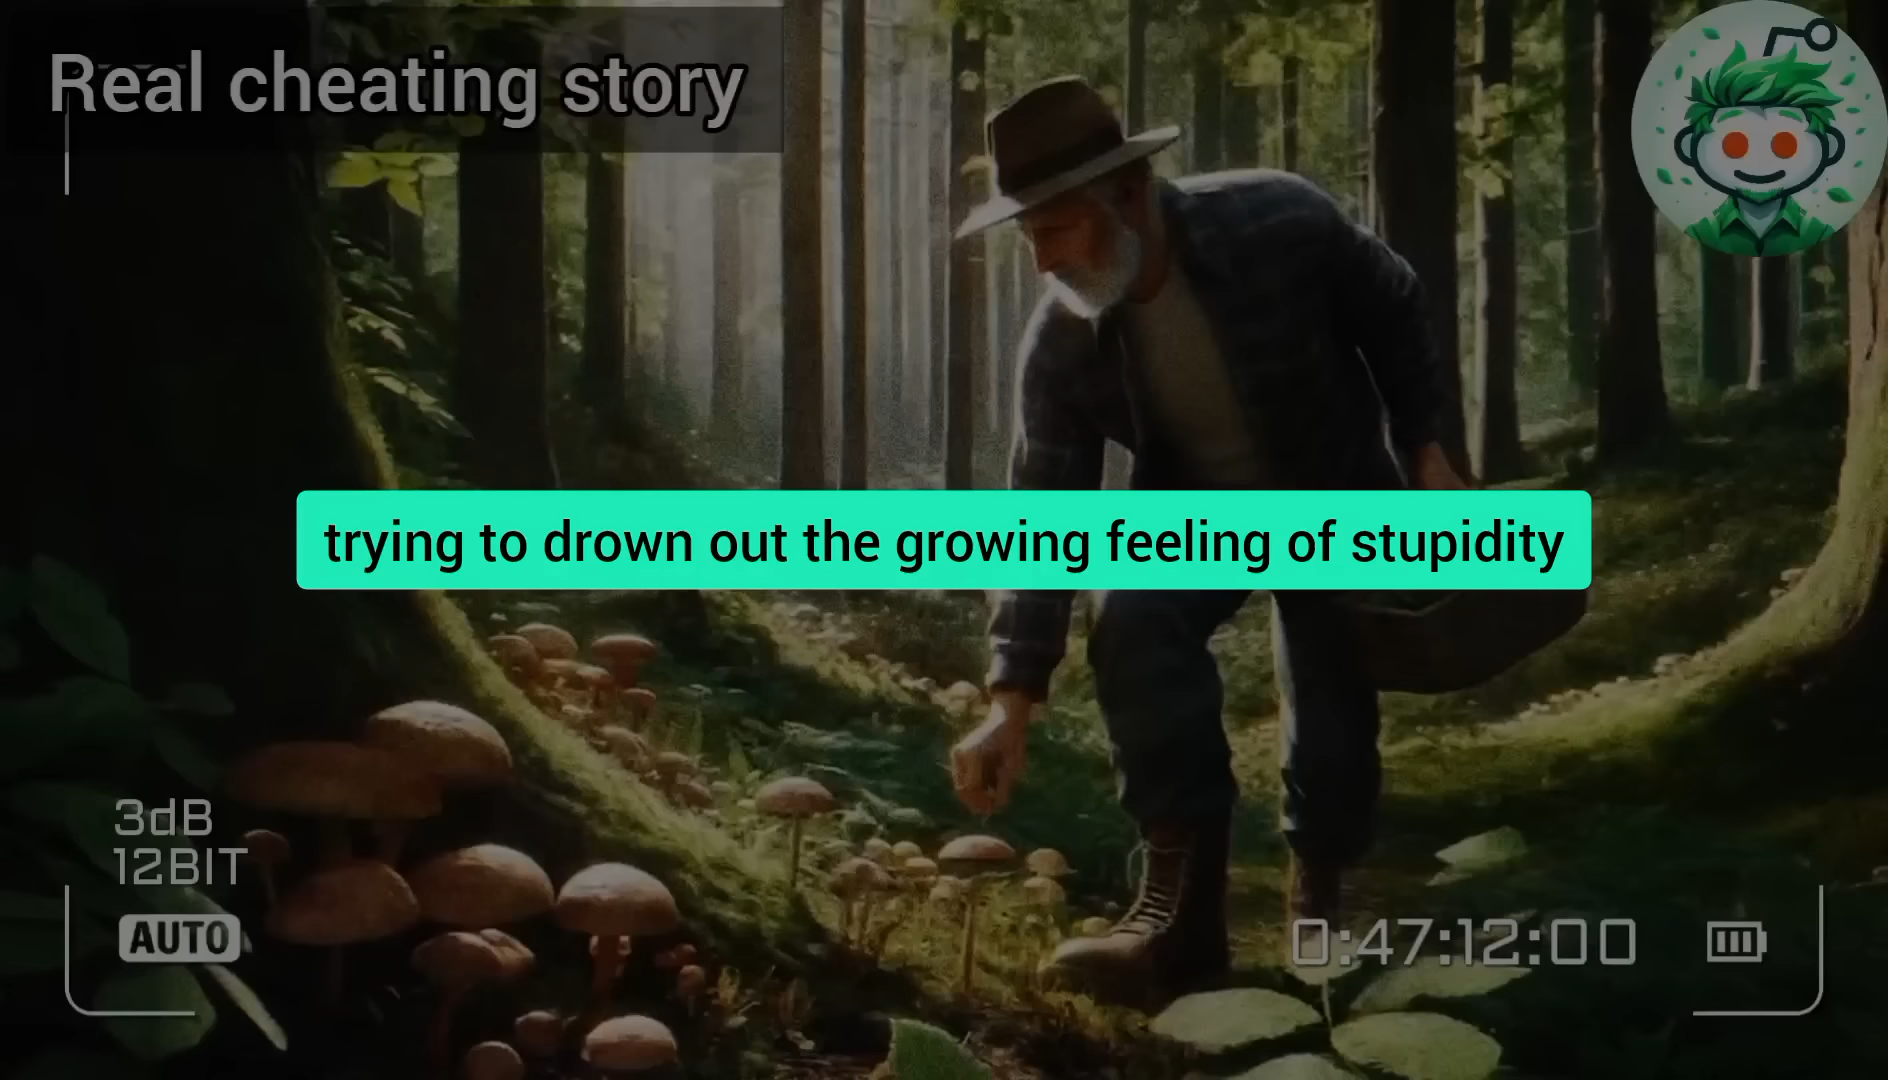 Real cheating story
trying to drown out the growing feeling of stupidity
3dB
12BIT
AUTO
0:47:12:00